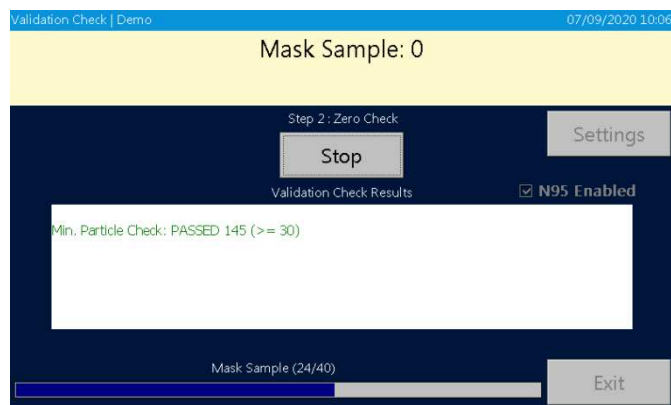 Validation Check | Demo 07/09/2020 10:06
Mask Sample: 0
Step 2 : Zero Check
Settings
Stop
Validation Check Results
N95 Enabled
Min. Particle Check: PASSED 145 (>= 30)
Mask Sample (24/40)
Exit